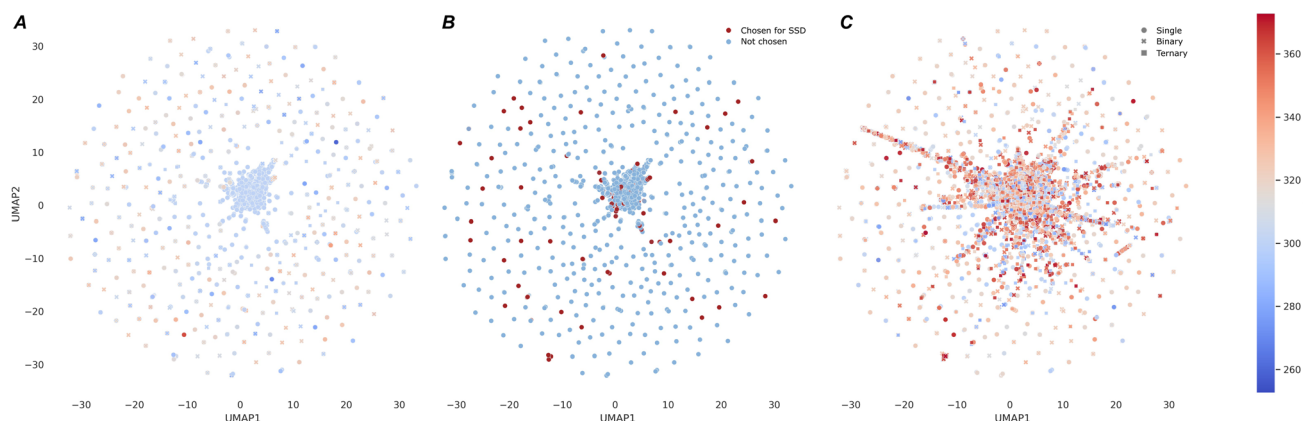 A
B
C
Chosen for SSD
Not chosen
Single
Binary
Ternary
30
20
10
0
−10
−20
−30
UMAP2
−30 −20 −10 0 10 20 30
UMAP1
−30 −20 −10 0 10 20 30
UMAP1
−30 −20 −10 0 10 20 30
UMAP1
360
340
320
300
280
260